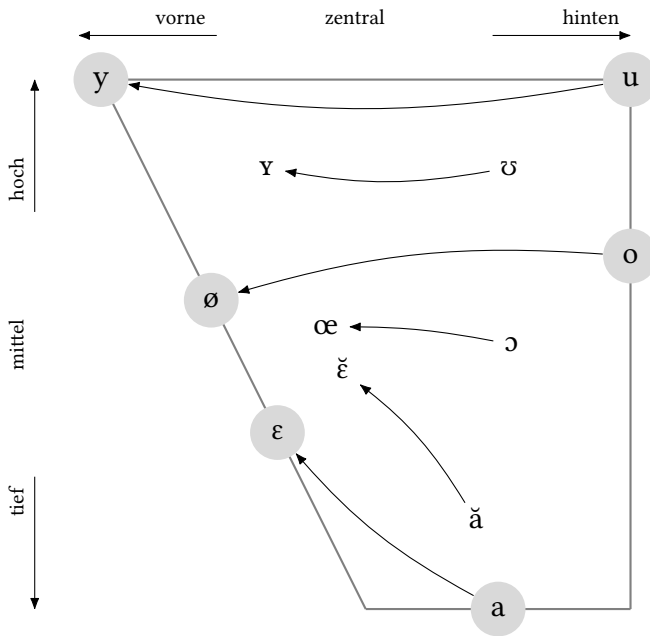 vorne zentral hinten
y u
hoch
ʏ ʊ
o
ø
mittel
œ ɔ
ɛ̆
ɛ
tief
ă
a